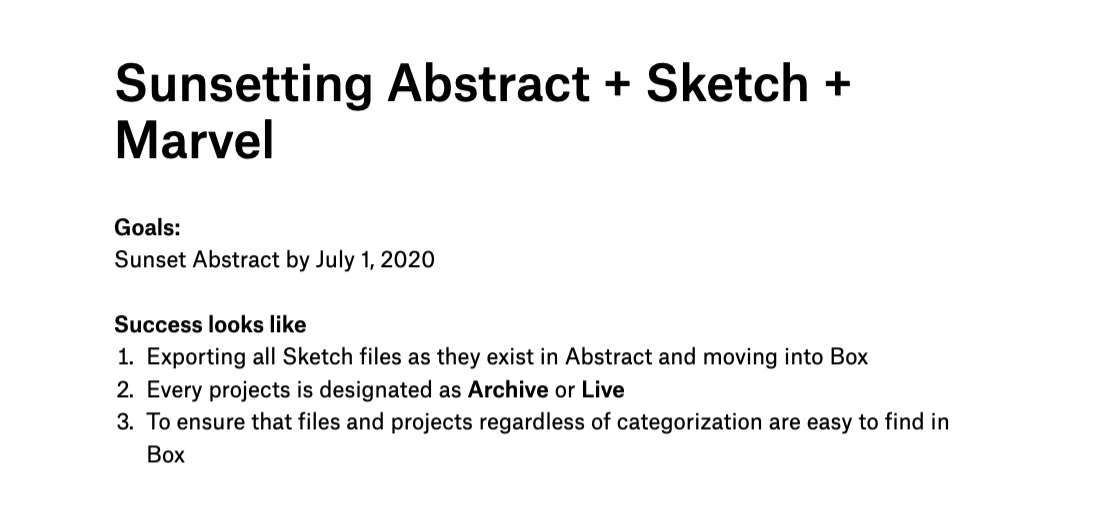 Sunsetting Abstract + Sketch +
Marvel
Goals:
Sunset Abstract by July 1, 2020
Success looks like
1. Exporting all Sketch files as they exist in Abstract and moving into Box
2. Every projects is designated as Archive or Live
3. To ensure that files and projects regardless of categorization are easy to find in
Box